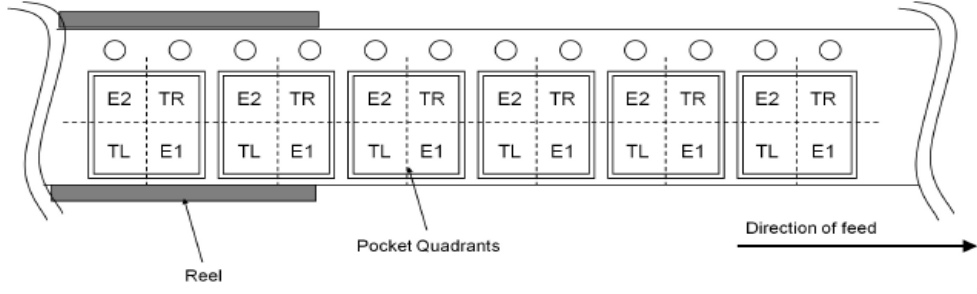 E2 TR E2 TR E2 TR E2 TR E2 TR E2 TR
TL E1 TL E1 TL E1 TL E1 TL E1 TL E1
Direction of feed
Pocket Quadrants
Reel